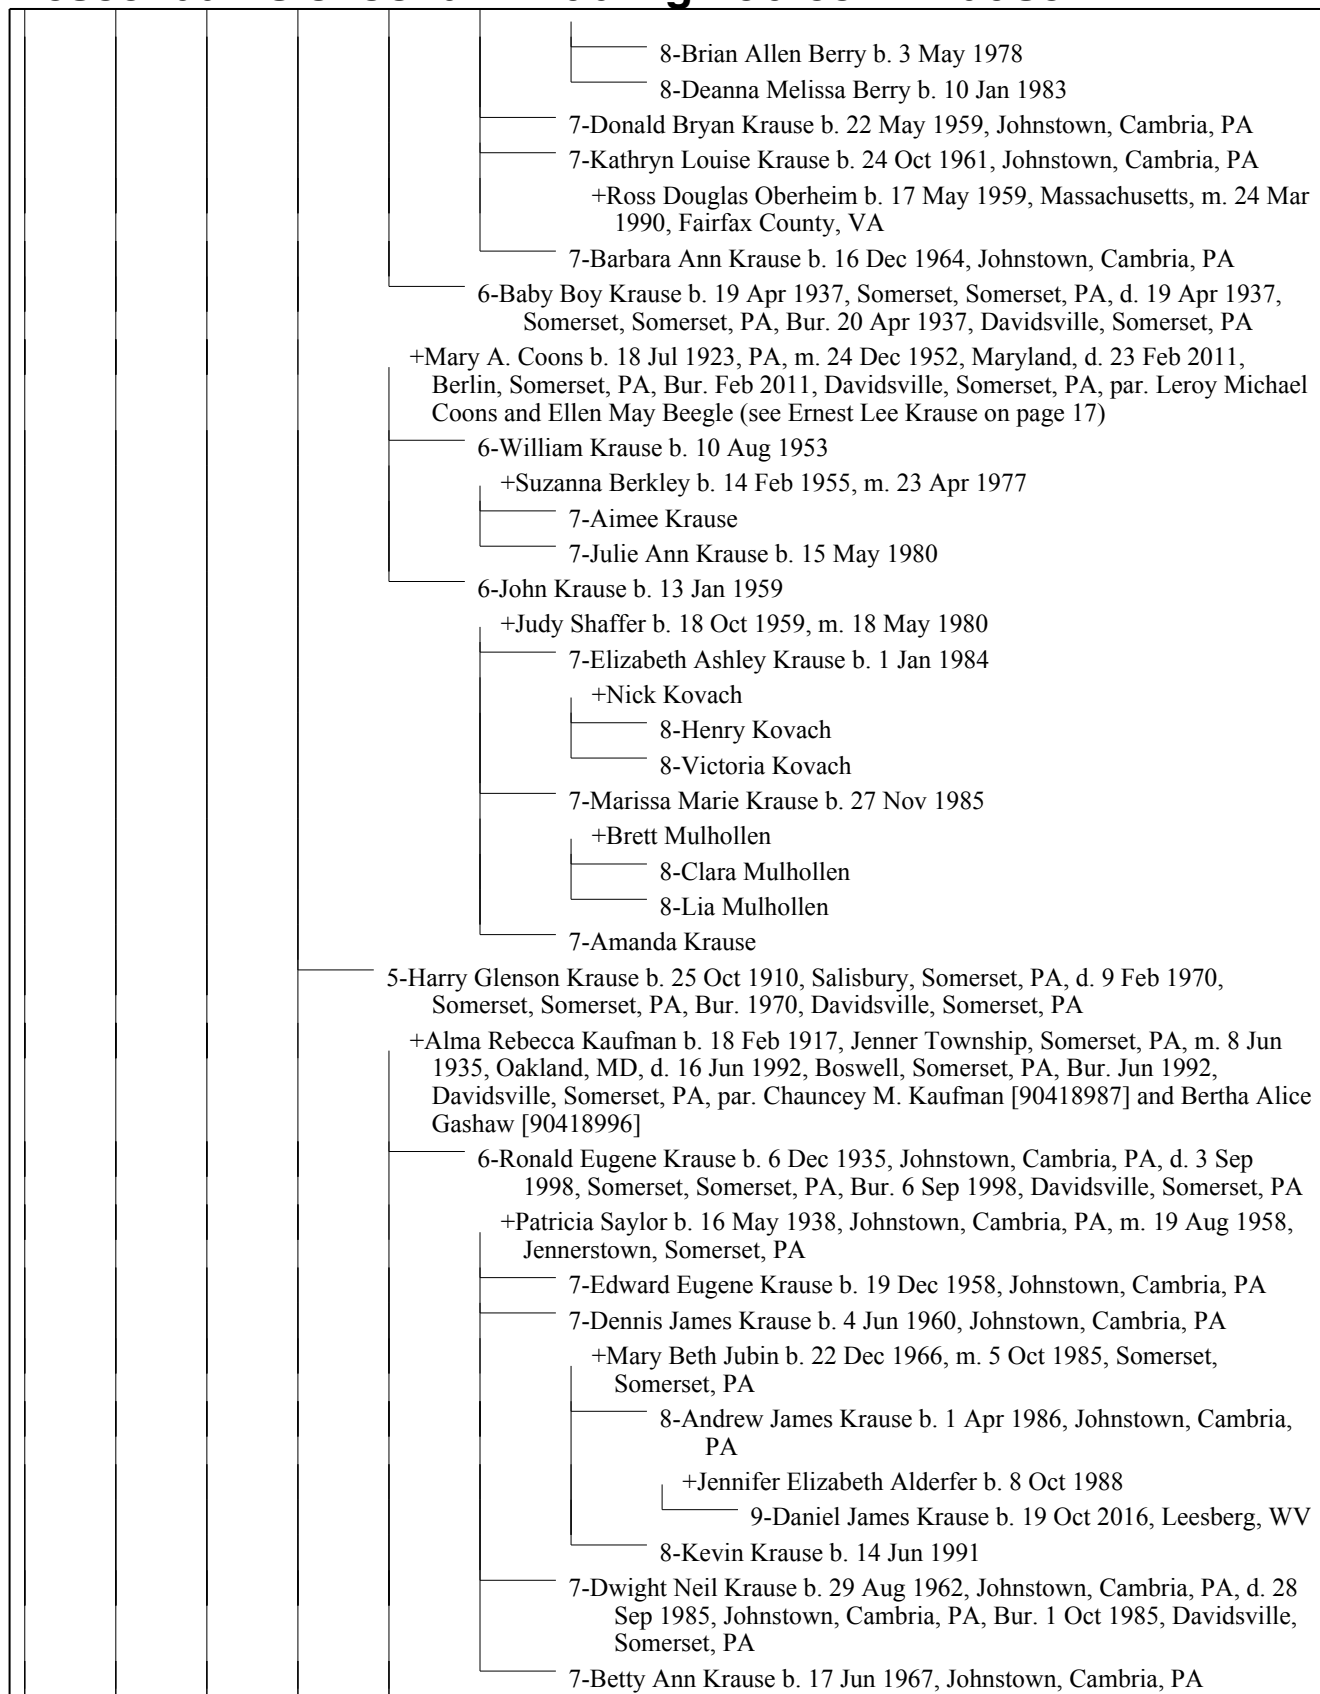 8-Brian Allen Berry b. 3 May 1978
8-Deanna Melissa Berry b. 10 Jan 1983
7-Donald Bryan Krause b. 22 May 1959, Johnstown, Cambria, PA
7-Kathryn Louise Krause b. 24 Oct 1961, Johnstown, Cambria, PA
+Ross Douglas Oberheim b. 17 May 1959, Massachusetts, m. 24 Mar
1990, Fairfax County, VA
7-Barbara Ann Krause b. 16 Dec 1964, Johnstown, Cambria, PA
6-Baby Boy Krause b. 19 Apr 1937, Somerset, Somerset, PA, d. 19 Apr 1937,
Somerset, Somerset, PA, Bur. 20 Apr 1937, Davidsville, Somerset, PA
+Mary A. Coons b. 18 Jul 1923, PA, m. 24 Dec 1952, Maryland, d. 23 Feb 2011,
Berlin, Somerset, PA, Bur. Feb 2011, Davidsville, Somerset, PA, par. Leroy Michael
Coons and Ellen May Beegle (see Ernest Lee Krause on page 17)
6-William Krause b. 10 Aug 1953
+Suzanna Berkley b. 14 Feb 1955, m. 23 Apr 1977
7-Aimee Krause
7-Julie Ann Krause b. 15 May 1980
6-John Krause b. 13 Jan 1959
+Judy Shaffer b. 18 Oct 1959, m. 18 May 1980
7-Elizabeth Ashley Krause b. 1 Jan 1984
+Nick Kovach
8-Henry Kovach
8-Victoria Kovach
7-Marissa Marie Krause b. 27 Nov 1985
+Brett Mulhollen
8-Clara Mulhollen
8-Lia Mulhollen
7-Amanda Krause
5-Harry Glenson Krause b. 25 Oct 1910, Salisbury, Somerset, PA, d. 9 Feb 1970,
Somerset, Somerset, PA, Bur. 1970, Davidsville, Somerset, PA
+Alma Rebecca Kaufman b. 18 Feb 1917, Jenner Township, Somerset, PA, m. 8 Jun
1935, Oakland, MD, d. 16 Jun 1992, Boswell, Somerset, PA, Bur. Jun 1992,
Davidsville, Somerset, PA, par. Chauncey M. Kaufman [90418987] and Bertha Alice
Gashaw [90418996]
6-Ronald Eugene Krause b. 6 Dec 1935, Johnstown, Cambria, PA, d. 3 Sep
1998, Somerset, Somerset, PA, Bur. 6 Sep 1998, Davidsville, Somerset, PA
+Patricia Saylor b. 16 May 1938, Johnstown, Cambria, PA, m. 19 Aug 1958,
Jennerstown, Somerset, PA
7-Edward Eugene Krause b. 19 Dec 1958, Johnstown, Cambria, PA
7-Dennis James Krause b. 4 Jun 1960, Johnstown, Cambria, PA
+Mary Beth Jubin b. 22 Dec 1966, m. 5 Oct 1985, Somerset,
Somerset, PA
8-Andrew James Krause b. 1 Apr 1986, Johnstown, Cambria,
PA
+Jennifer Elizabeth Alderfer b. 8 Oct 1988
9-Daniel James Krause b. 19 Oct 2016, Leesberg, WV
8-Kevin Krause b. 14 Jun 1991
7-Dwight Neil Krause b. 29 Aug 1962, Johnstown, Cambria, PA, d. 28
Sep 1985, Johnstown, Cambria, PA, Bur. 1 Oct 1985, Davidsville,
Somerset, PA
7-Betty Ann Krause b. 17 Jun 1967, Johnstown, Cambria, PA